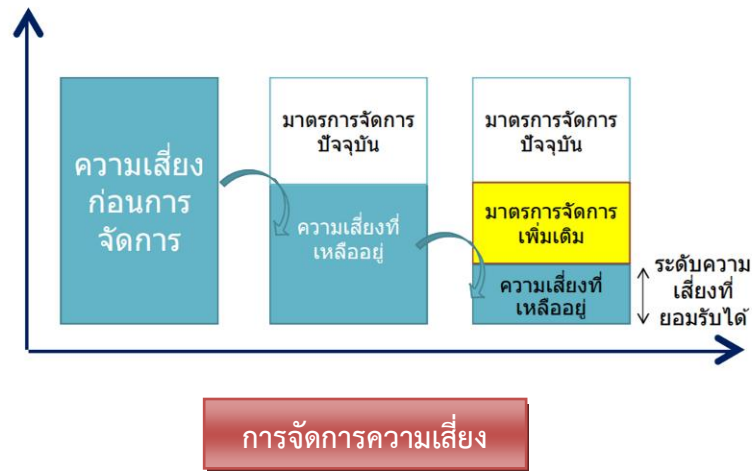 ความเสี่ยง
ก่อนการ
จัดการ
มาตรการจัดการ
ปัจจุบัน
ความเสี่ยงที่
เหลืออยู่
มาตรการจัดการ
ปัจจุบัน
มาตรการจัดการ
เพิ่มเติม
ความเสี่ยงที่
เหลืออยู่
ระดับความ
เสี่ยงที่
ยอมรับได้
การจัดการความเสี่ยง